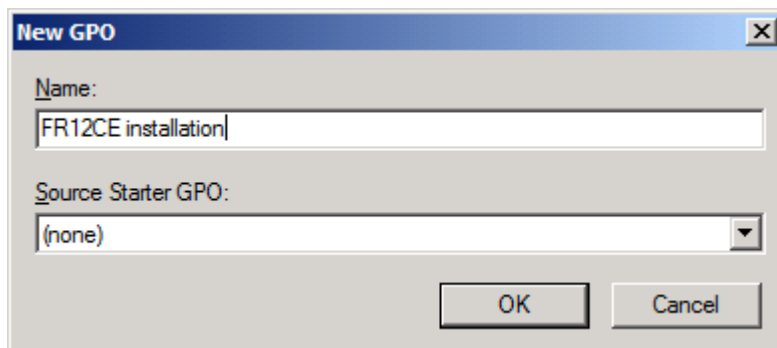 New GPO
Name:
FR12CE installation
Source Starter GPO:
(none)
OK Cancel